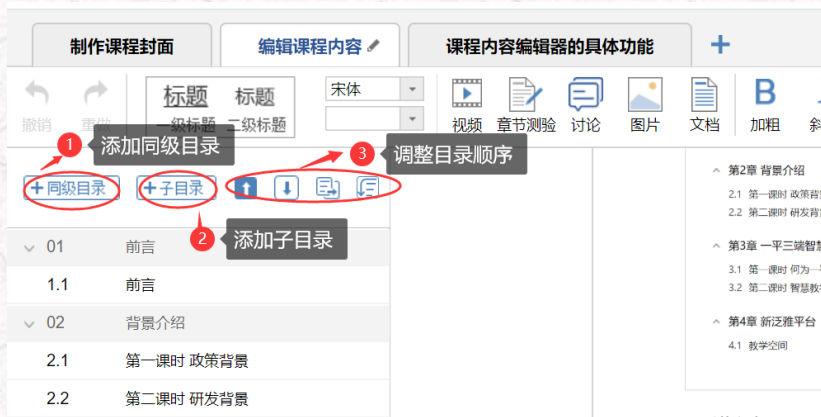 制作课程封面 编辑课程内容 课程内容编辑器的具体功能
标题 标题 宋体
撤销 重做 一级标题 二级标题 视频 章节测验 讨论 图片 文档 B 加粗 斜
1 添加同级目录 3 调整目录顺序
同级目录 子目录
2 添加子目录
01 前言
1.1 前言
02 背景介绍
2.1 第一课时 政策背景
2.2 第二课时 研发背景
第2章 背景介绍
2.1 第一课时 政策背
2.2 第二课时 研发背
第3章 一平三端智
3.1 第一课时 何为一
3.2 第二课时 智慧教
第4章 新泛雅平台
4.1 教学空间